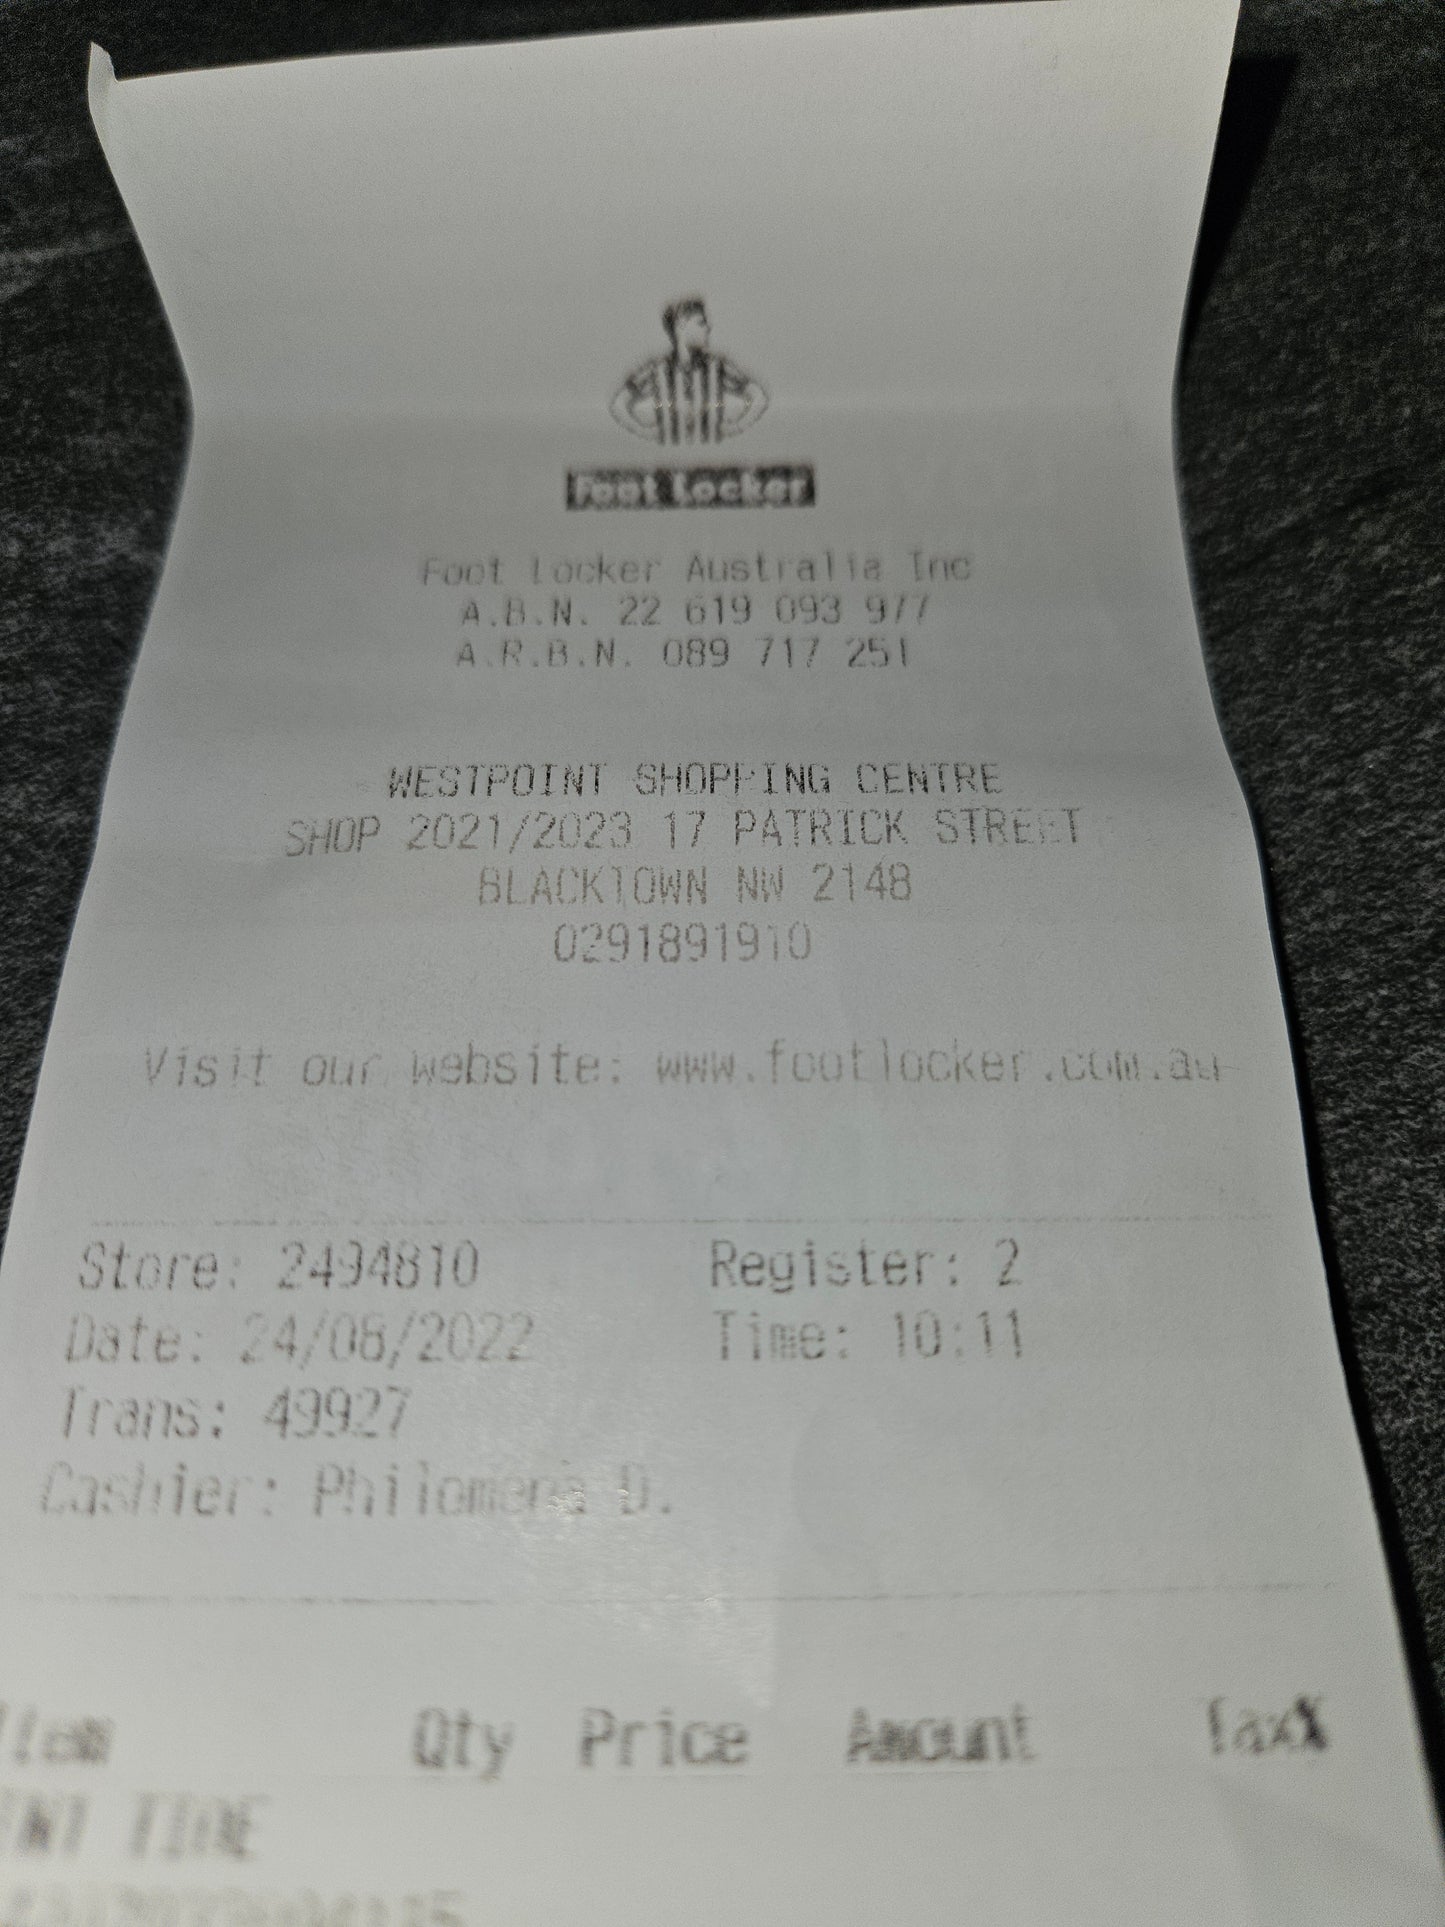 Foot Locker
Foot Locker Australia Inc
A.B.N. 22 619 093 977
A.R.B.N. 089 717 251
WESTPOINT SHOPPING CENTRE
SHOP 2021/2023 17 PATRICK STREET
BLACKTOWN NW 2148
0291891910
Visit our website: www.footlocker.com.au
Store: 2494810 Register: 2
Date: 24/08/2022 Time: 10:11
Trans: 49927
Cashier: Philomena D.
Item Qty Price Amount Tax%